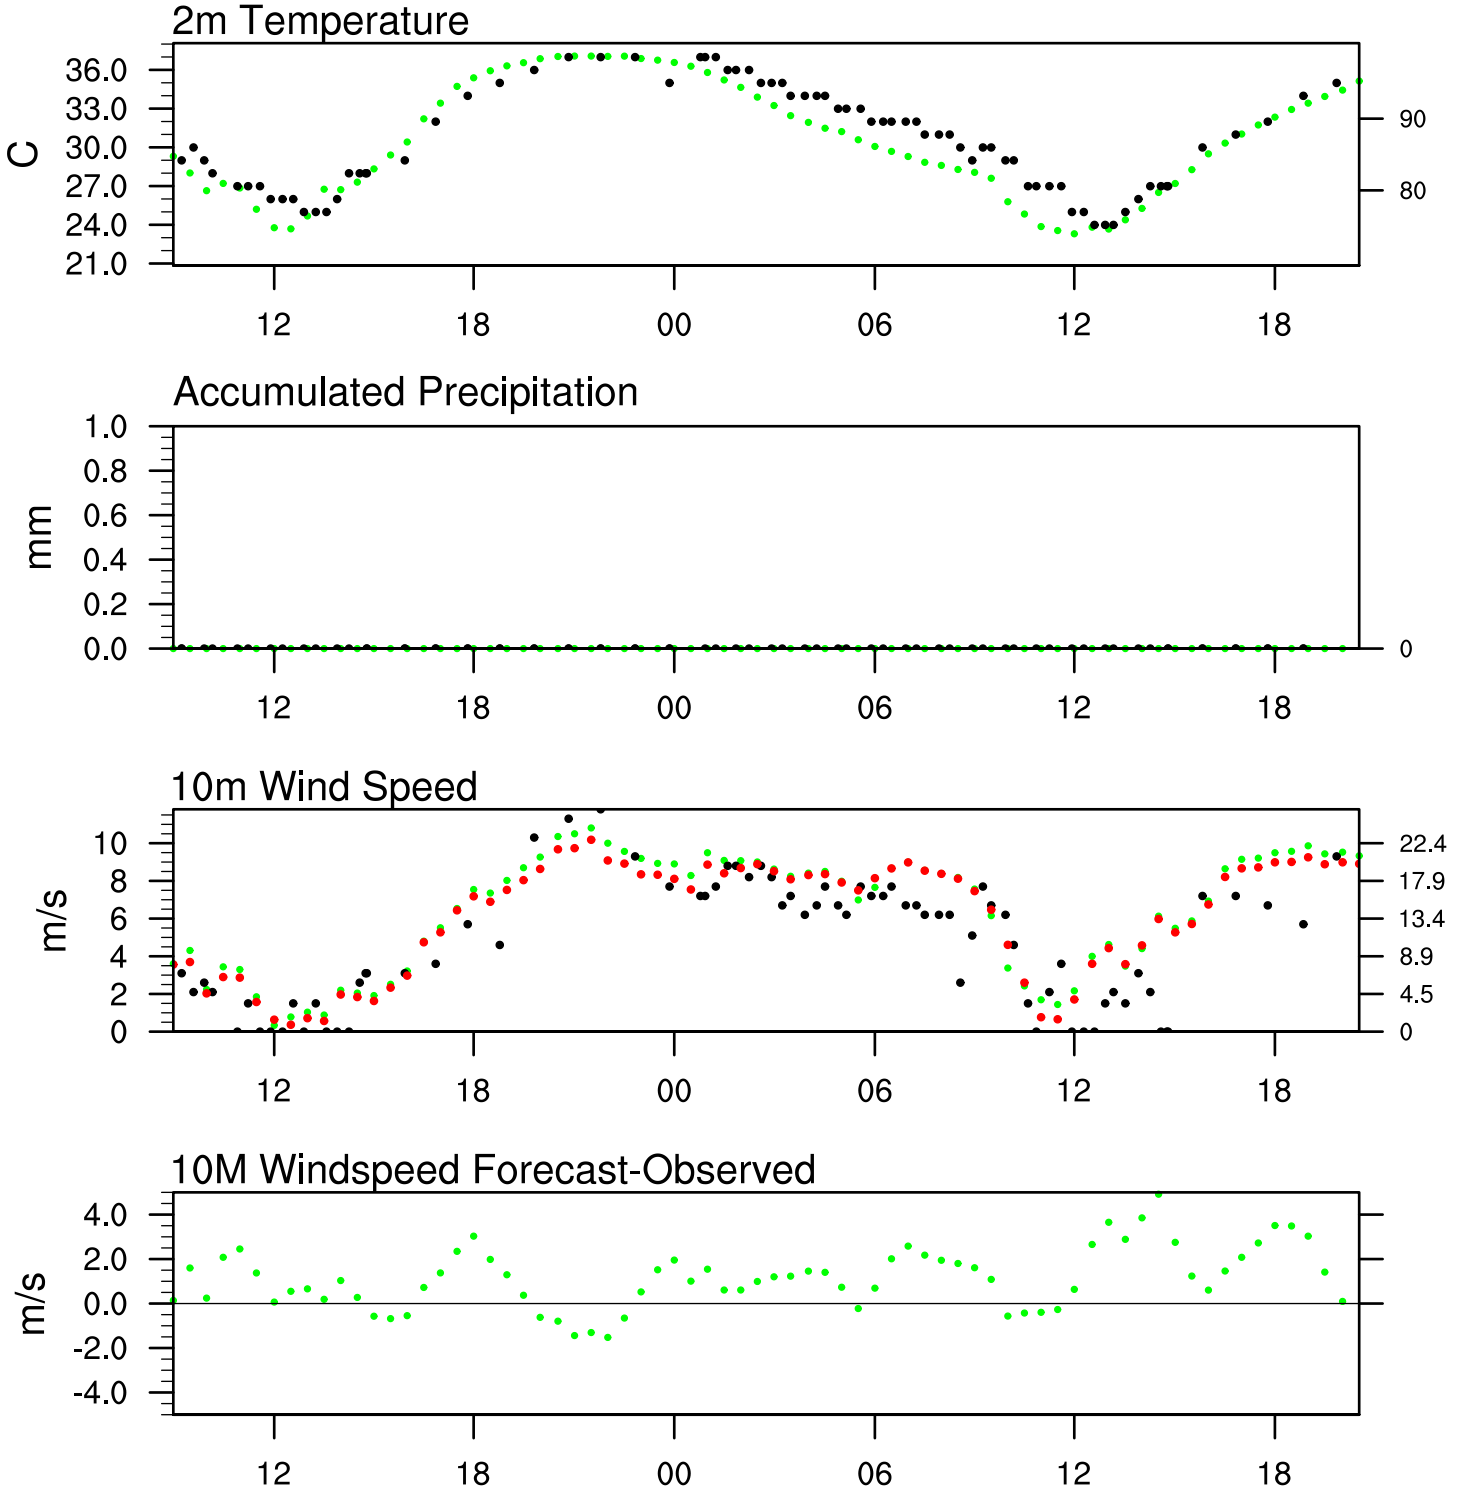 2m Temperature
C
36.0
33.0
30.0
27.0
24.0
21.0
90
80
12 18 00 06 12 18
Accumulated Precipitation
mm
1.0
0.8
0.6
0.4
0.2
0.0
0
12 18 00 06 12 18
10m Wind Speed
m/s
10
8
6
4
2
0
22.4
17.9
13.4
8.9
4.5
0
12 18 00 06 12 18
10M Windspeed Forecast-Observed
m/s
4.0
2.0
0.0
-2.0
-4.0
12 18 00 06 12 18